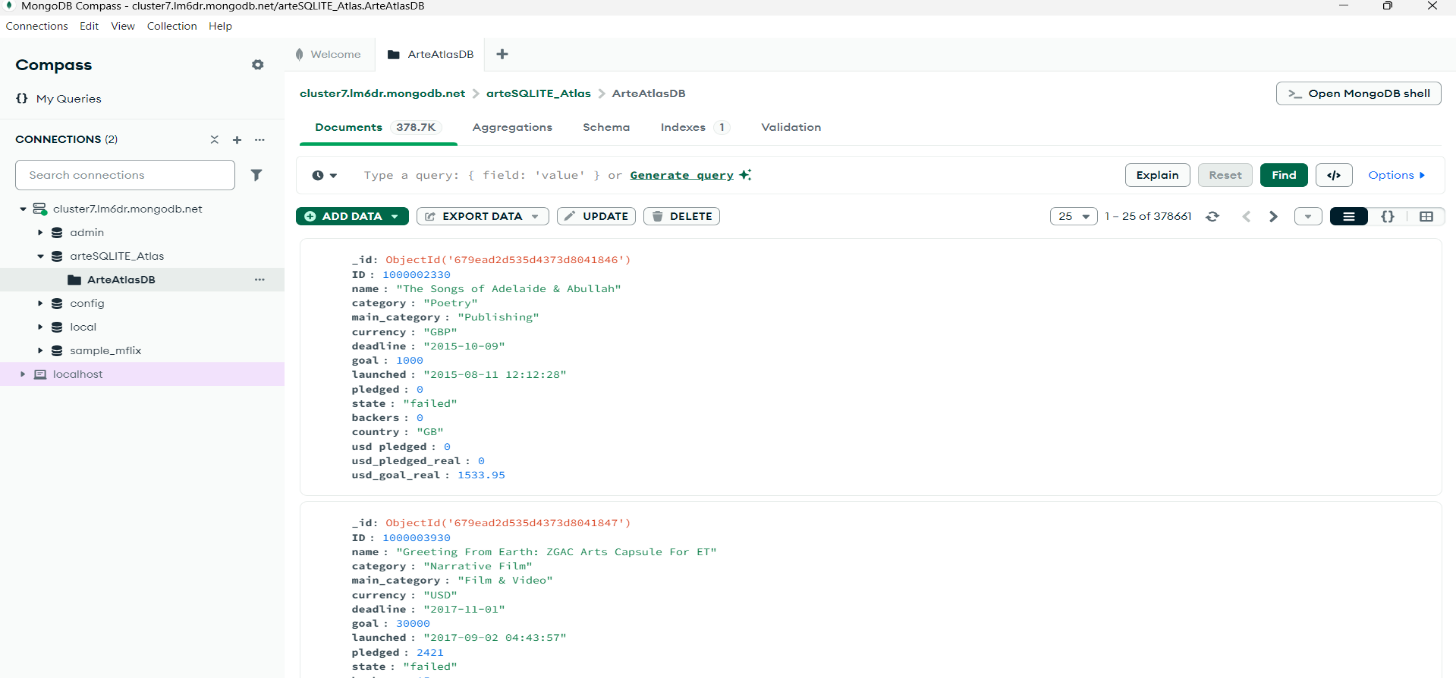 MongoDB Compass - cluster7.lm6dr.mongodb.net/arteSQLITE_Atlas.ArteAtlasDB
Connections Edit View Collection Help
Compass
{} My Queries
CONNECTIONS (2)
Search connections
cluster7.lm6dr.mongodb.net
admin
arteSQLITE_Atlas
ArteAtlasDB
config
local
sample_mflix
localhost
Welcome
ArteAtlasDB
cluster7.lm6dr.mongodb.net > arteSQLITE_Atlas > ArteAtlasDB
>_ Open MongoDB shell
Documents 378.7K Aggregations Schema Indexes 1 Validation
Type a query: { field: 'value' } or Generate query
Explain Reset Find </> Options
ADD DATA EXPORT DATA UPDATE DELETE
25 1 – 25 of 378661 {}
_id: ObjectId('679ead2d535d4373d8041846')
ID : 1000002330
name : "The Songs of Adelaide & Abullah"
category : "Poetry"
main_category : "Publishing"
currency : "GBP"
deadline : "2015-10-09"
goal : 1000
launched : "2015-08-11 12:12:28"
pledged : 0
state : "failed"
backers : 0
country : "GB"
usd pledged : 0
usd_pledged_real : 0
usd_goal_real : 1533.95
_id: ObjectId('679ead2d535d4373d8041847')
ID : 1000003930
name : "Greeting From Earth: ZGAC Arts Capsule For ET"
category : "Narrative Film"
main_category : "Film & Video"
currency : "USD"
deadline : "2017-11-01"
goal : 30000
launched : "2017-09-02 04:43:57"
pledged : 2421
state : "failed"